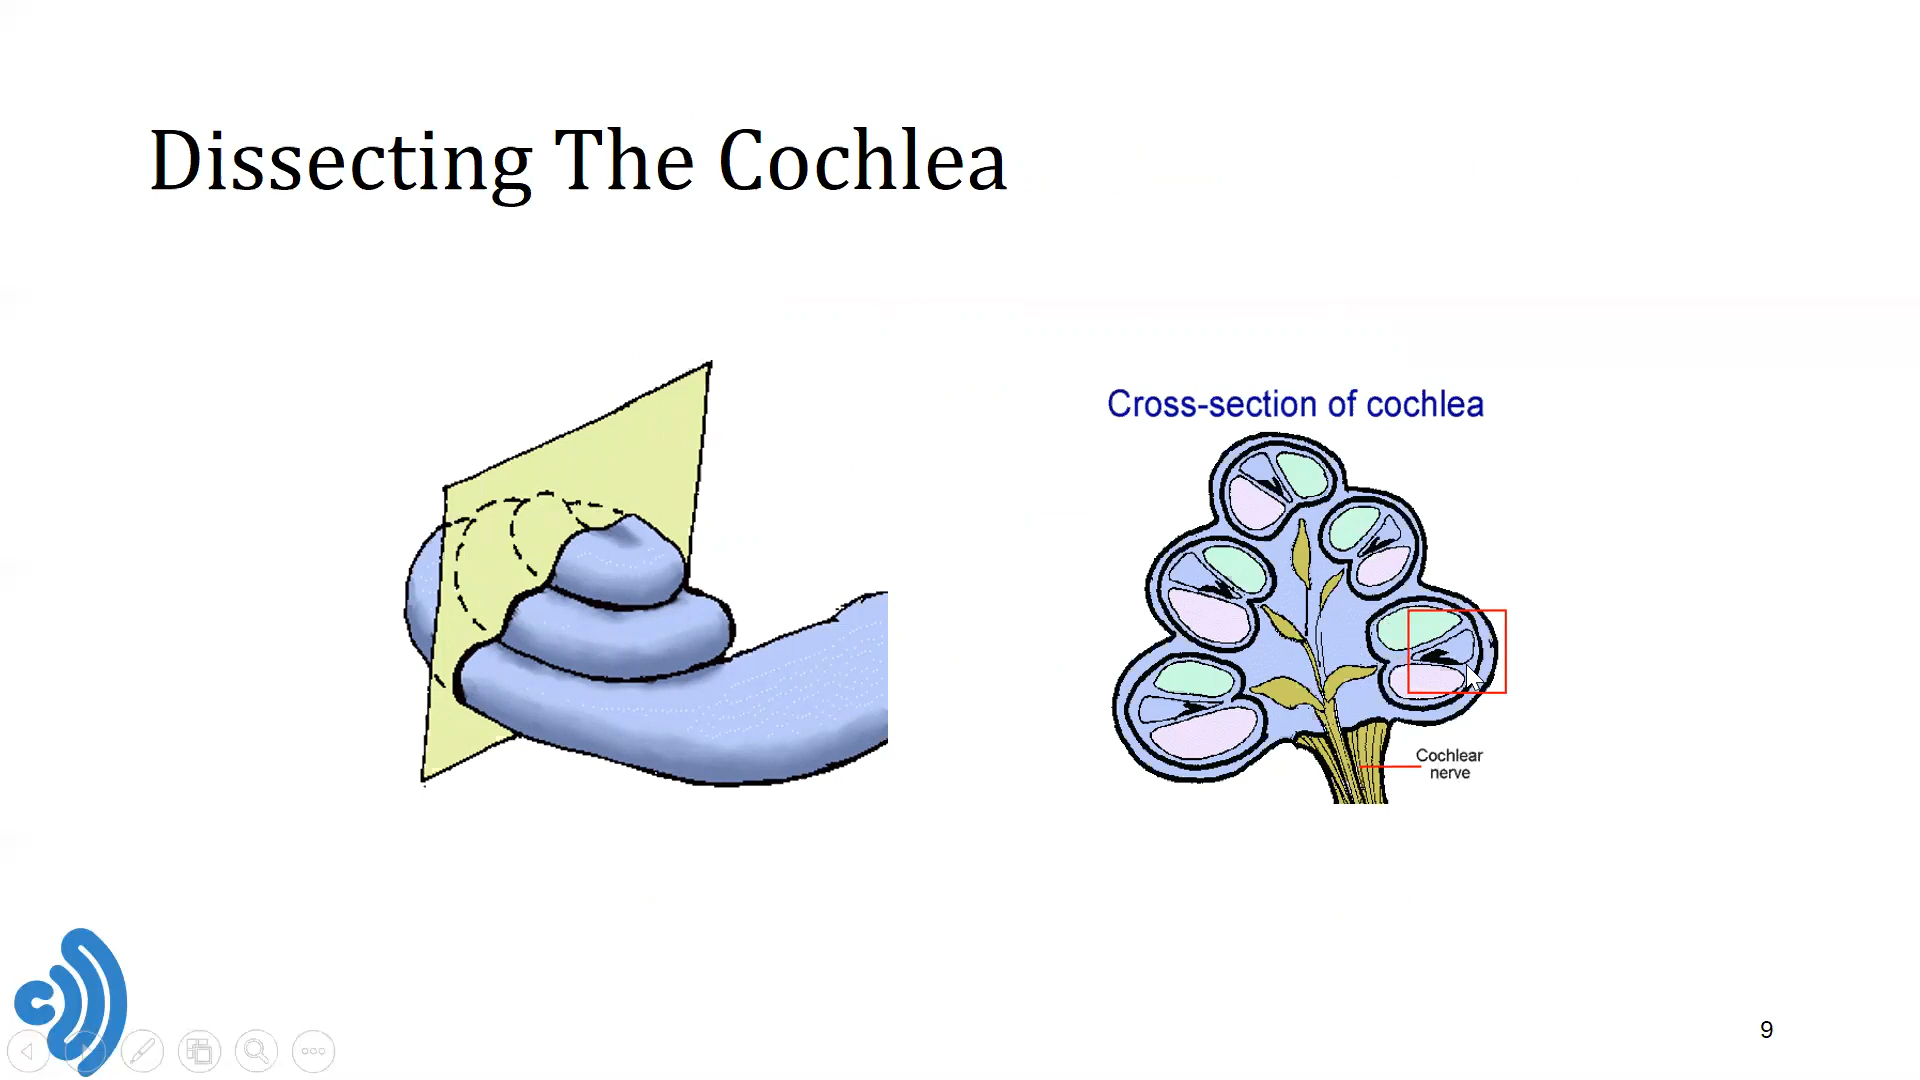 Dissecting The Cochlea
Cross-section of cochlea
Cochlear
nerve
9